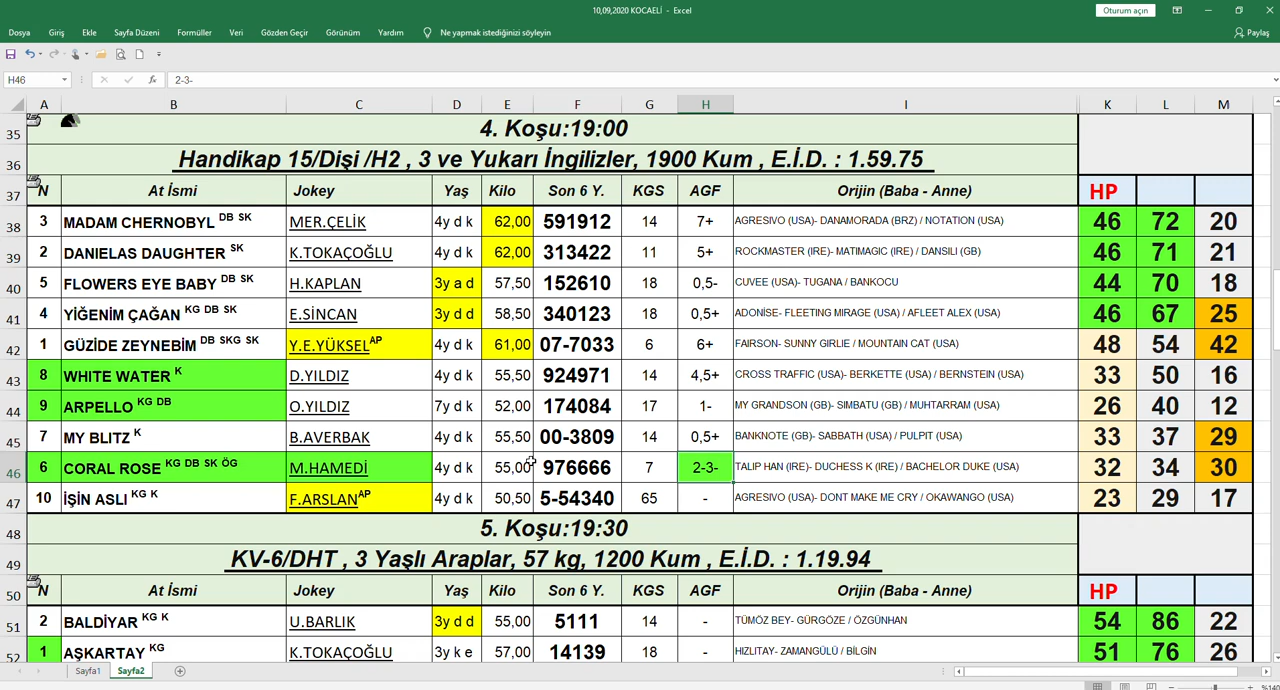 10,09,2020 KOCAELİ - Excel
Oturum açın
Dosya Giriş Ekle Sayfa Düzeni Formüller Veri Gözden Geçir Görünüm Yardım Ne yapmak istediğinizi söyleyin Paylaş
H46 fx 2-3-
A B C D E F G H I K L M
35 4. Koşu:19:00
36 Handikap 15/Dişi /H2 , 3 ve Yukarı İngilizler, 1900 Kum , E.İ.D. : 1.59.75
37 N At İsmi Jokey Yaş Kilo Son 6 Y. KGS AGF Orijin (Baba - Anne) HP
38 3 MADAM CHERNOBYL DB SK MER.ÇELİK 4y d k 62,00 591912 14 7+ AGRESIVO (USA)- DANAMORADA (BRZ) / NOTATION (USA) 46 72 20
39 2 DANIELAS DAUGHTER SK K.TOKAÇOĞLU 4y d k 62,00 313422 11 5+ ROCKMASTER (IRE)- MATIMAGIC (IRE) / DANSILI (GB) 46 71 21
40 5 FLOWERS EYE BABY DB SK H.KAPLAN 3y a d 57,50 152610 18 0,5- CUVEE (USA)- TUGANA / BANKOCU 44 70 18
41 4 YİĞENİM ÇAĞAN KG DB SK E.SİNCAN 3y d d 58,50 340123 18 0,5+ ADONİSE- FLEETING MIRAGE (USA) / AFLEET ALEX (USA) 46 67 25
42 1 GÜZİDE ZEYNEBİM DB SKG SK Y.E.YÜKSEL AP 4y d k 61,00 07-7033 6 6+ FAIRSON- SUNNY GIRLIE / MOUNTAIN CAT (USA) 48 54 42
43 8 WHITE WATER K D.YILDIZ 4y d k 55,50 924971 14 4,5+ CROSS TRAFFIC (USA)- BERKETTE (USA) / BERNSTEIN (USA) 33 50 16
44 9 ARPELLO KG DB O.YILDIZ 7y d k 52,00 174084 17 1- MY GRANDSON (GB)- SIMBATU (GB) / MUHTARRAM (USA) 26 40 12
45 7 MY BLITZ K B.AVERBAK 4y d k 55,50 00-3809 14 0,5+ BANKNOTE (GB)- SABBATH (USA) / PULPIT (USA) 33 37 29
46 6 CORAL ROSE KG DB SK ÖG M.HAMEDİ 4y d k 55,00 976666 7 2-3- TALIP HAN (IRE)- DUCHESS K (IRE) / BACHELOR DUKE (USA) 32 34 30
47 10 İŞİN ASLI KG K F.ARSLAN AP 4y d k 50,50 5-54340 65 - AGRESIVO (USA)- DONT MAKE ME CRY / OKAWANGO (USA) 23 29 17
48 5. Koşu:19:30
49 KV-6/DHT , 3 Yaşlı Araplar, 57 kg, 1200 Kum , E.İ.D. : 1.19.94
50 N At İsmi Jokey Yaş Kilo Son 6 Y. KGS AGF Orijin (Baba - Anne) HP
51 2 BALDİYAR KG K U.BARLIK 3y d d 55,00 5111 14 - TÜMÖZ BEY- GÜRGÖZE / ÖZGÜNHAN 54 86 22
52 1 AŞKARTAY KG K.TOKAÇOĞLU 3y k e 57,00 14139 18 - HIZLITAY- ZAMANGÜLÜ / BİLGİN 51 76 26
Sayfa1 Sayfa2
%140